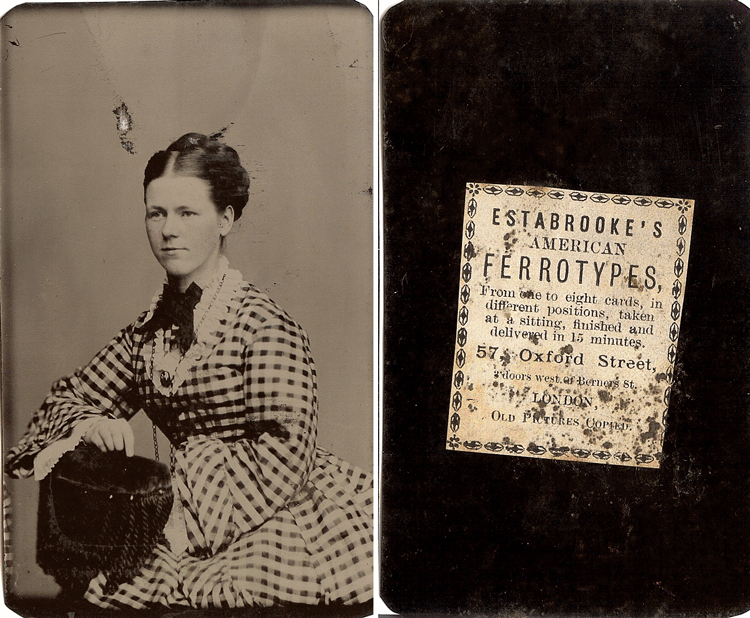 ESTABROOKE'S
AMERICAN
FERROTYPES,
From one to eight cards, in
different positions, taken
at a sitting, finished and
delivered in 15 minutes.
57, Oxford Street,
doors west of Berners St.
LONDON,
OLD PICTURES COPIED.